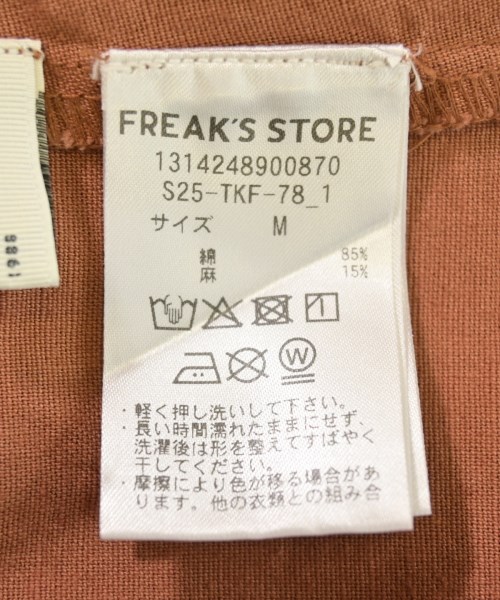 FREAK'S STORE
1314248900870
S25-TKF-78_1
サイズ M
綿 85%
麻 15%
W
・軽く押し洗いして下さい。
・長い時間濡れたままにせず、
洗濯後は形を整えてすばやく
干してください。
・摩擦により色が移る場合があ
ります。他の衣類との組み合
1986